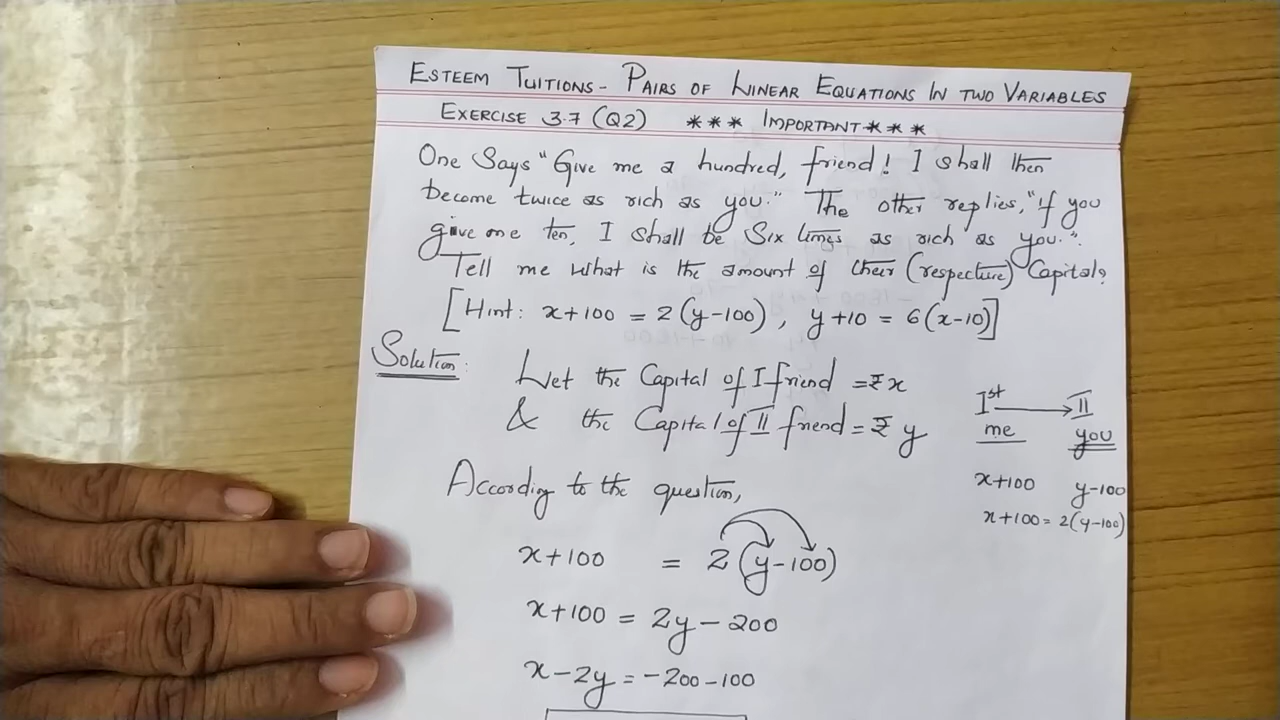 ESTEEM TUITIONS - PAIRS OF LINEAR EQUATIONS IN TWO VARIABLES
EXERCISE 3.7 (Q2) *** IMPORTANT ***
One Says "Give me a hundred, friend! I shall then
become twice as rich as you." The other replies, "if you
give me ten, I shall be Six times as rich as you.".
Tell me what is the amount of their (respective) Capital?
[Hint: x+100 = 2(y-100), y+10 = 6(x-10)]
Solution:
Let the Capital of I friend = ₹ x
& the Capital of II friend = ₹ y
Ist → II
me you
x+100 y-100
x+100 = 2(y-100)
According to the question,
x+100 = 2(y-100)
x+100 = 2y-200
x-2y = -200-100